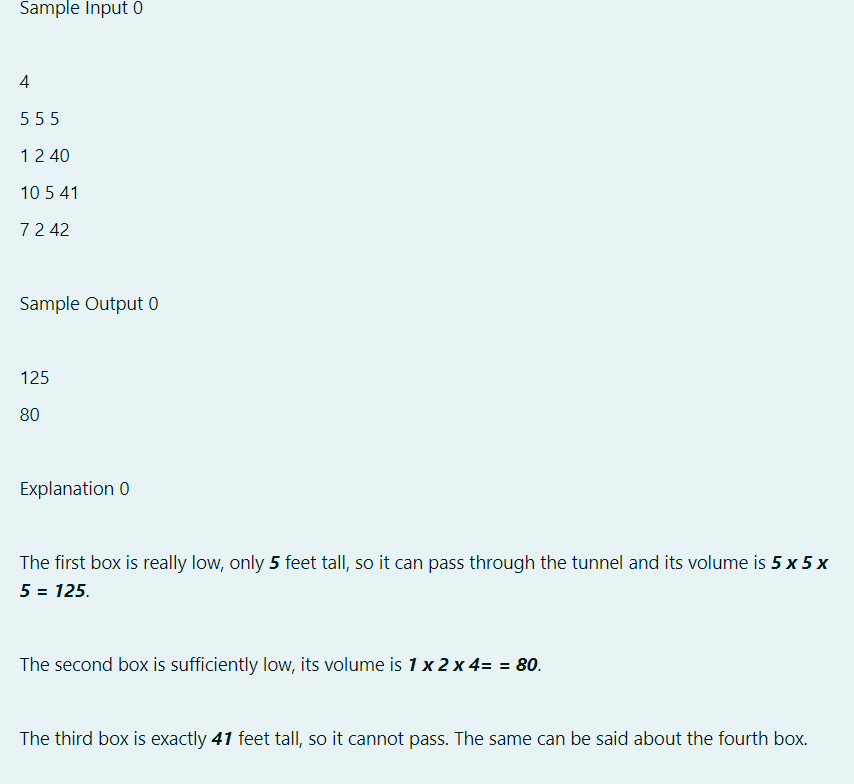 Sample Input 0
4
5 5 5
1 2 40
10 5 41
7 2 42
Sample Output 0
125
80
Explanation 0
The first box is really low, only 5 feet tall, so it can pass through the tunnel and its volume is 5 x 5 x
5 = 125.
The second box is sufficiently low, its volume is 1 x 2 x 4= = 80.
The third box is exactly 41 feet tall, so it cannot pass. The same can be said about the fourth box.